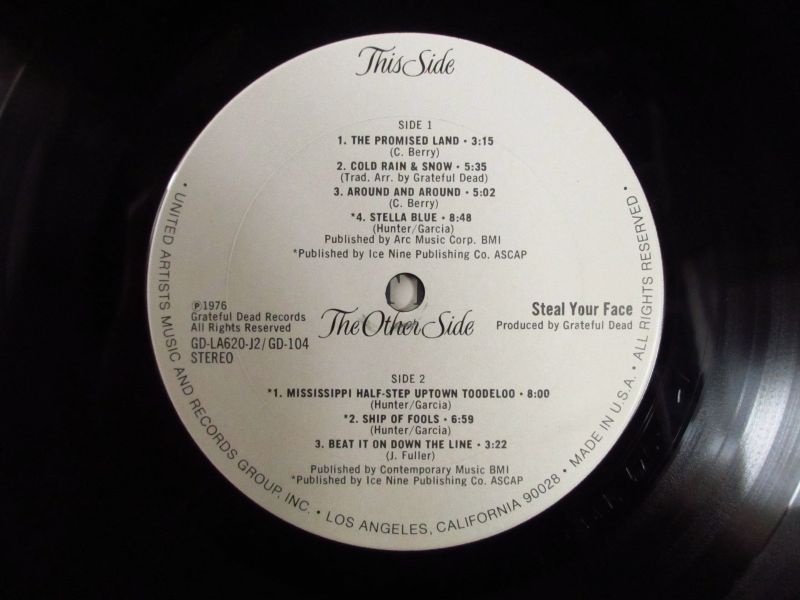 This Side
SIDE 1
1. THE PROMISED LAND • 3:15
(C. Berry)
2. COLD RAIN & SNOW • 5:35
(Trad. Arr. by Grateful Dead)
3. AROUND AND AROUND • 5:02
(C. Berry)
*4. STELLA BLUE • 8:48
(Hunter/Garcia)
Published by Arc Music Corp. BMI
*Published by Ice Nine Publishing Co. ASCAP
℗1976
Grateful Dead Records
All Rights Reserved
GD-LA620-J2/GD-104
STEREO
The Other Side
Steal Your Face
Produced by Grateful Dead
SIDE 2
*1. MISSISSIPPI HALF-STEP UPTOWN TOODELOO • 8:00
(Hunter/Garcia)
*2. SHIP OF FOOLS • 6:59
(Hunter/Garcia)
3. BEAT IT ON DOWN THE LINE • 3:22
(J. Fuller)
Published by Contemporary Music BMI
*Published by Ice Nine Publishing Co. ASCAP
• UNITED ARTISTS MUSIC AND RECORDS GROUP, INC. • LOS ANGELES, CALIFORNIA 90028 • MADE IN U.S.A. • ALL RIGHTS RESERVED •